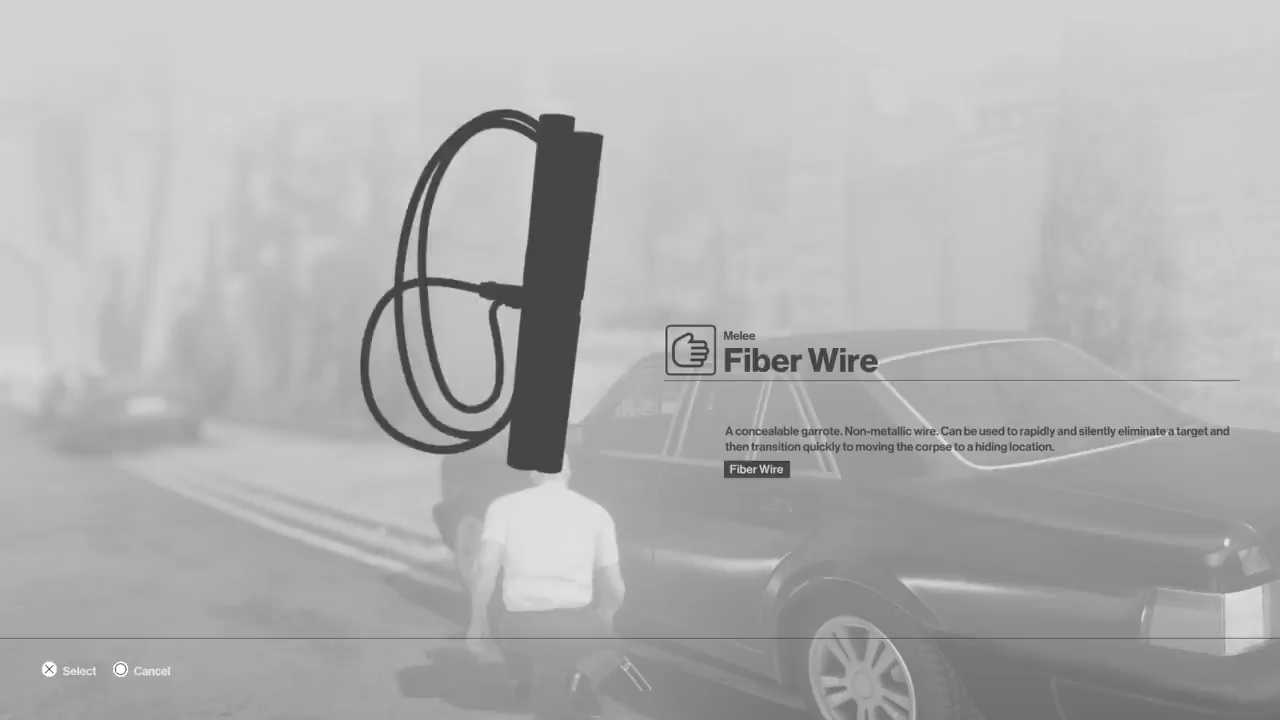 Melee
Fiber Wire
A concealable garrote. Non-metallic wire. Can be used to rapidly and silently eliminate a target and
then transition quickly to moving the corpse to a hiding location.
Fiber Wire
Select
Cancel